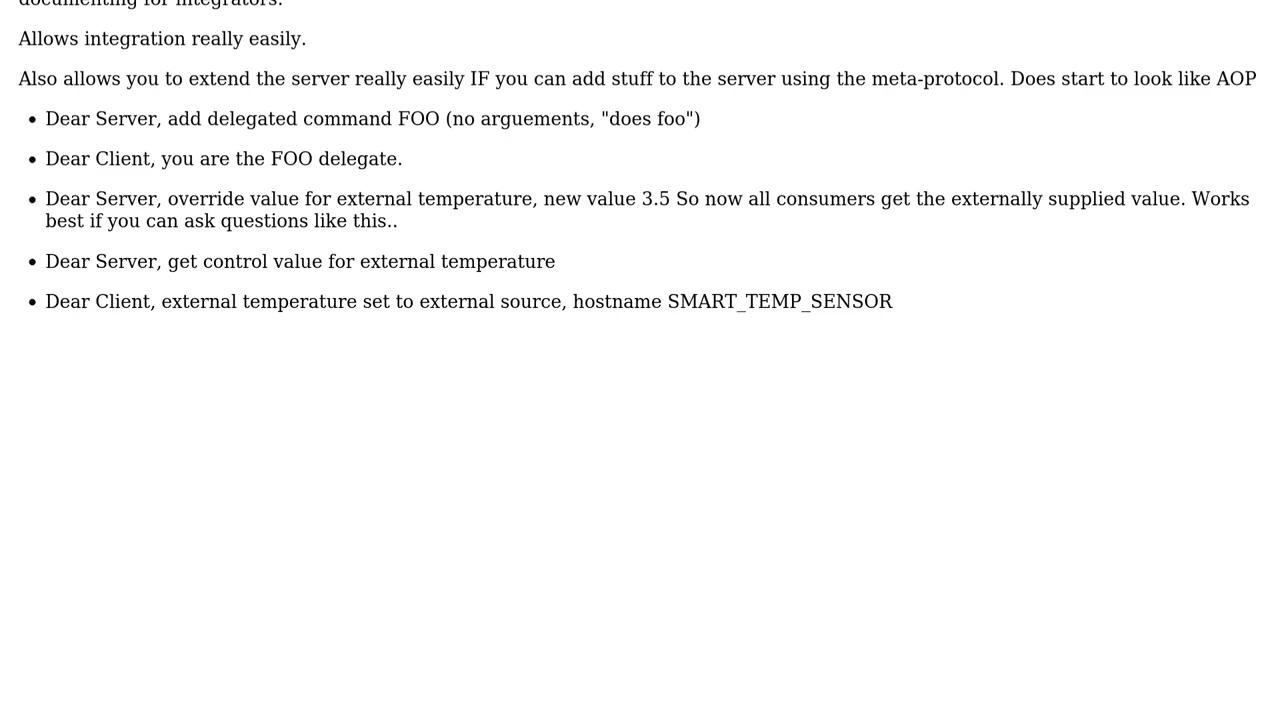 documenting for integrators.
Allows integration really easily.
Also allows you to extend the server really easily IF you can add stuff to the server using the meta-protocol. Does start to look like AOP
• Dear Server, add delegated command FOO (no arguements, "does foo")
• Dear Client, you are the FOO delegate.
• Dear Server, override value for external temperature, new value 3.5 So now all consumers get the externally supplied value. Works
best if you can ask questions like this..
• Dear Server, get control value for external temperature
• Dear Client, external temperature set to external source, hostname SMART_TEMP_SENSOR